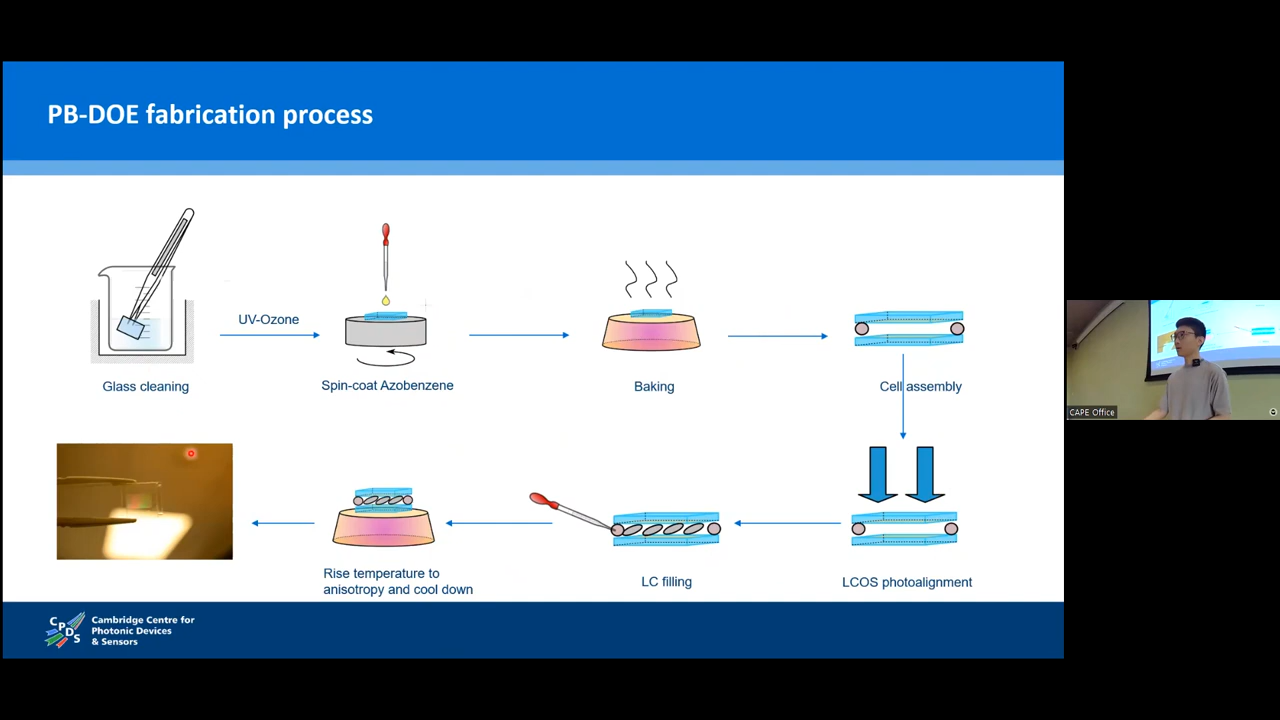 PB-DOE fabrication process
UV-Ozone
Glass cleaning
Spin-coat Azobenzene
Baking
Cell assembly
Rise temperature to
anisotropy and cool down
LC filling
LCOS photoalignment
CPDS
Cambridge Centre for
Photonic Devices
& Sensors
CAPE Office